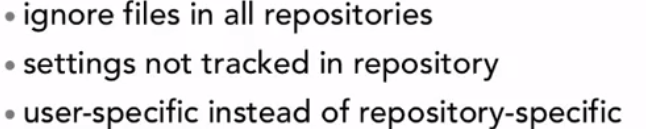 • ignore files in all repositories
• settings not tracked in repository
• user-specific instead of repository-specific